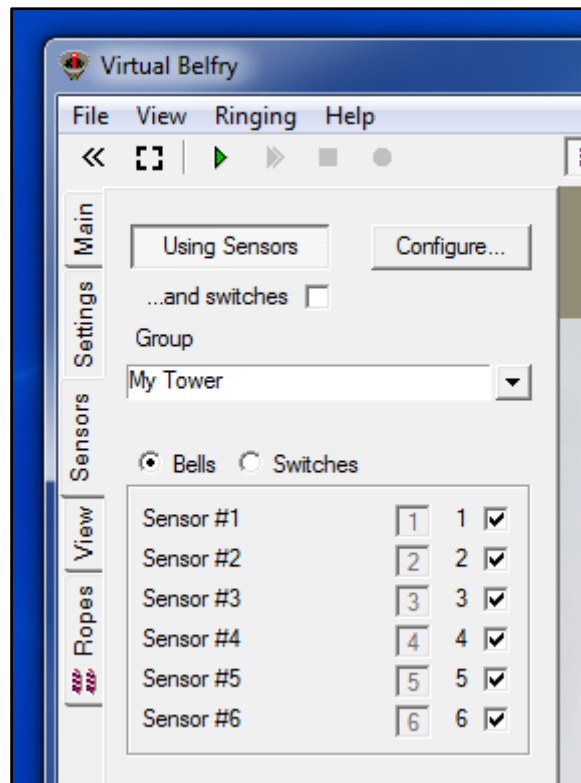 Virtual Belfry
File View Ringing Help
Main
Settings
Sensors
View
Ropes
Using Sensors Configure...
...and switches
Group
My Tower
Bells Switches
Sensor #1 1 1
Sensor #2 2 2
Sensor #3 3 3
Sensor #4 4 4
Sensor #5 5 5
Sensor #6 6 6